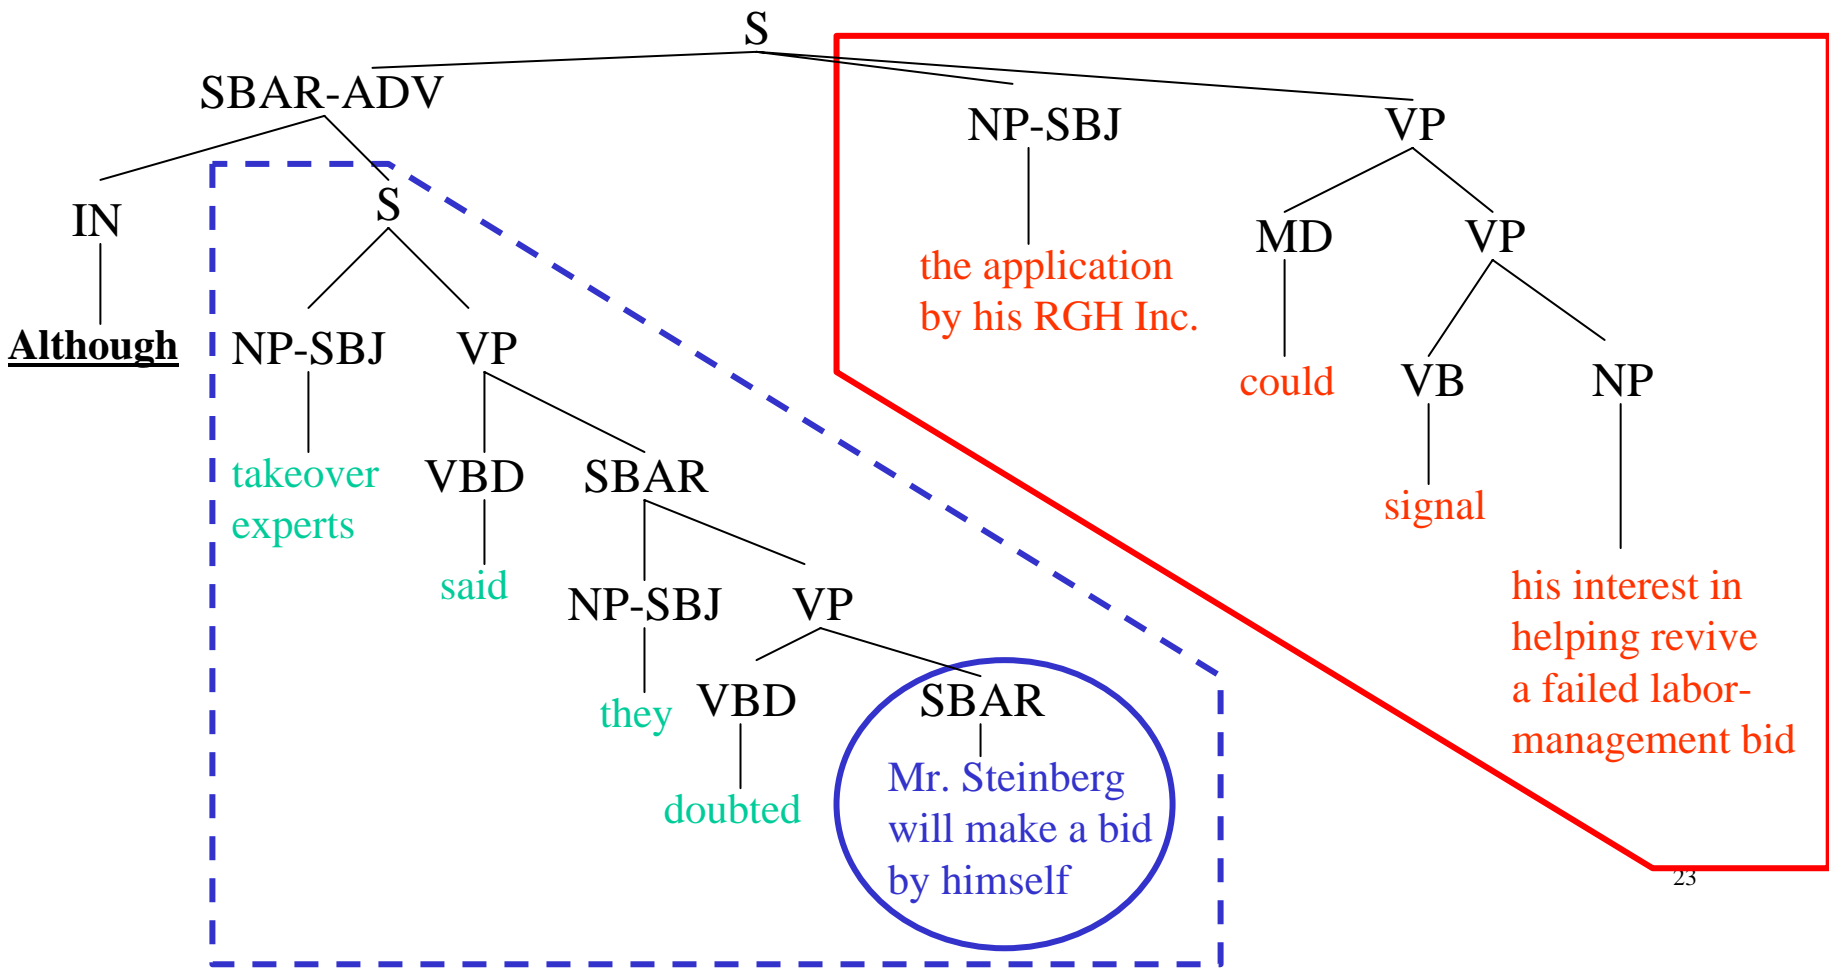 S
SBAR-ADV
NP-SBJ
VP
IN
S
MD
VP
the application
by his RGH Inc.
Although
NP-SBJ
VP
could
VB
NP
takeover
experts
VBD
SBAR
signal
said
NP-SBJ
VP
his interest in
helping revive
a failed labor-
management bid
they
VBD
SBAR
doubted
Mr. Steinberg
will make a bid
by himself
23